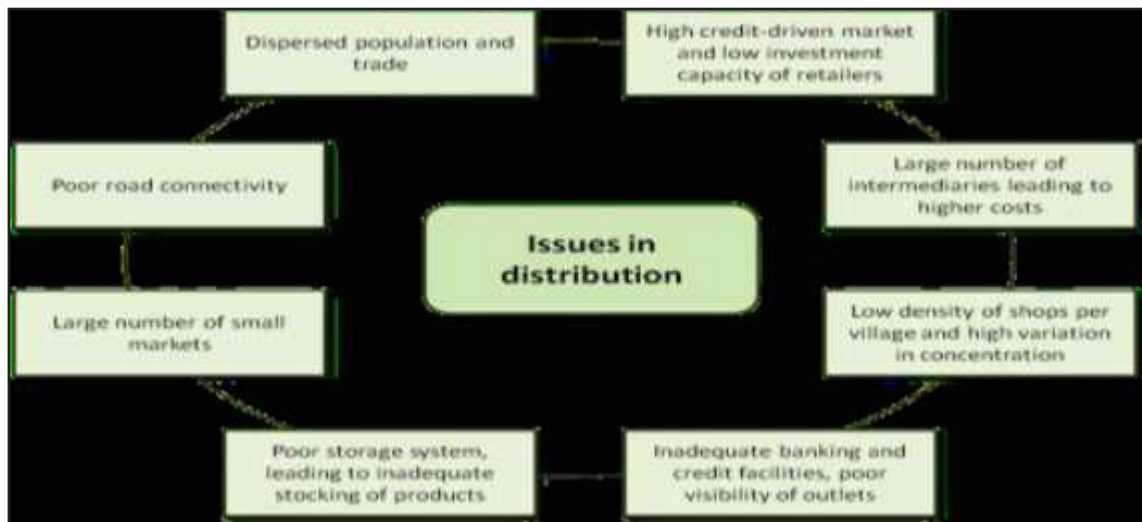 Dispersed population and
trade
High credit-driven market
and low investment
capacity of retailers
Poor road connectivity
Large number of
intermediaries leading to
higher costs
Issues in
distribution
Large number of small
markets
Low density of shops per
village and high variation
in concentration
Poor storage system,
leading to inadequate
stocking of products
Inadequate banking and
credit facilities, poor
visibility of outlets